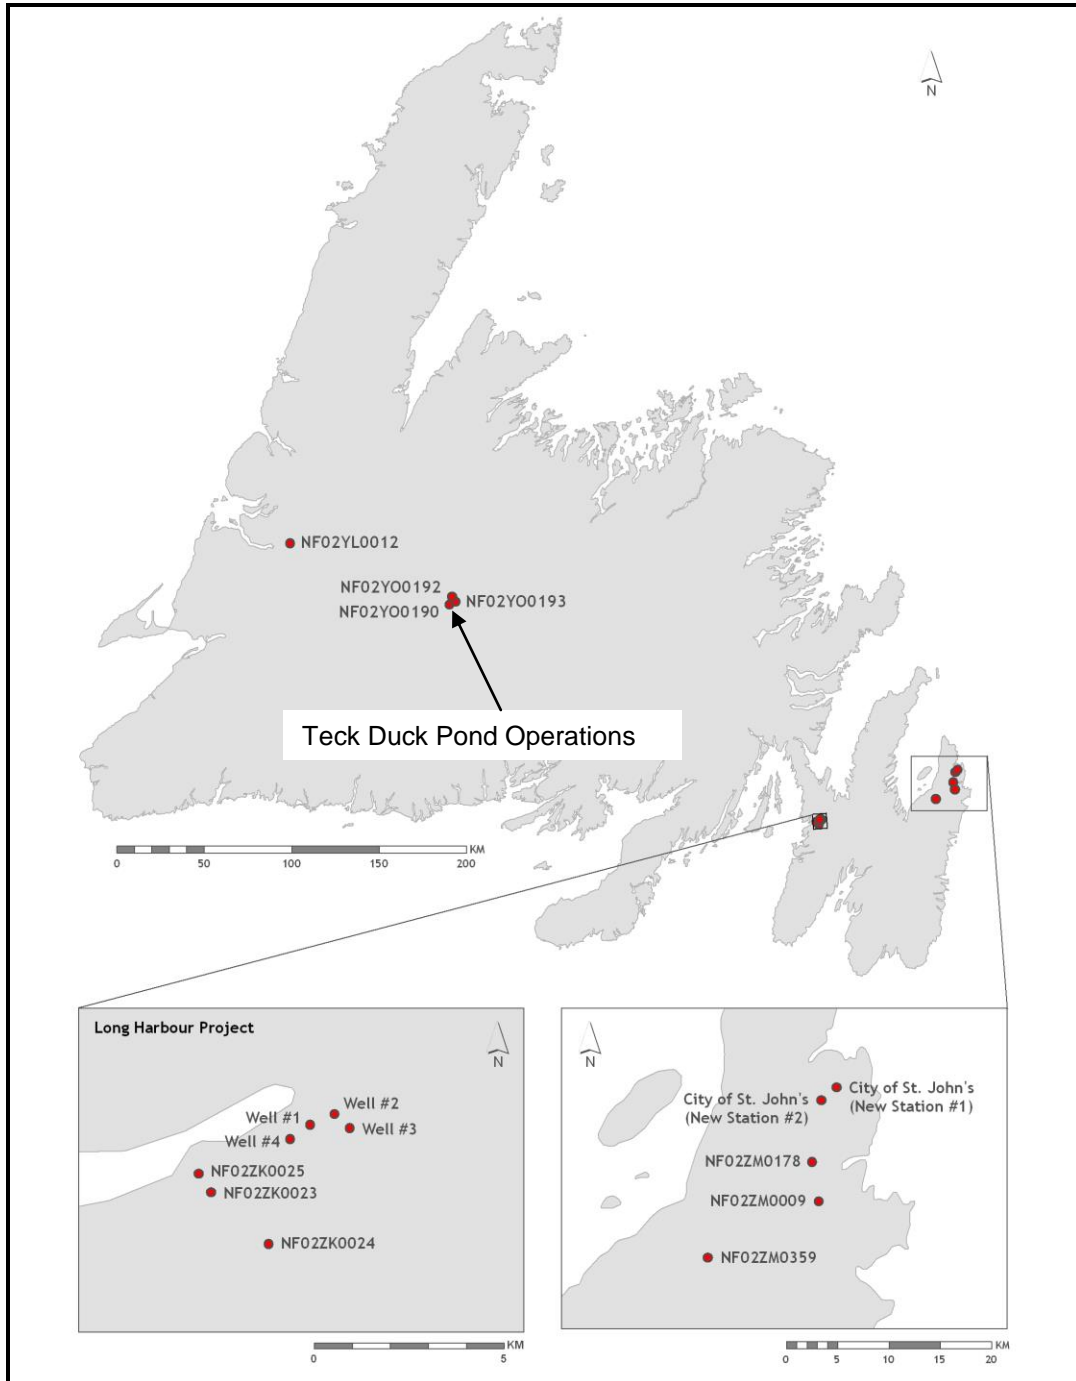 N
NF02YL0012
NF02YO0192
NF02YO0193
NF02YO0190
Teck Duck Pond Operations
KM
0 50 100 150 200
Long Harbour Project
N
Well #2
Well #1
Well #3
Well #4
NF02ZK0025
NF02ZK0023
NF02ZK0024
KM
0 5
N
City of St. John's
(New Station #1)
City of St. John's
(New Station #2)
NF02ZM0178
NF02ZM0009
NF02ZM0359
KM
0 5 10 15 20